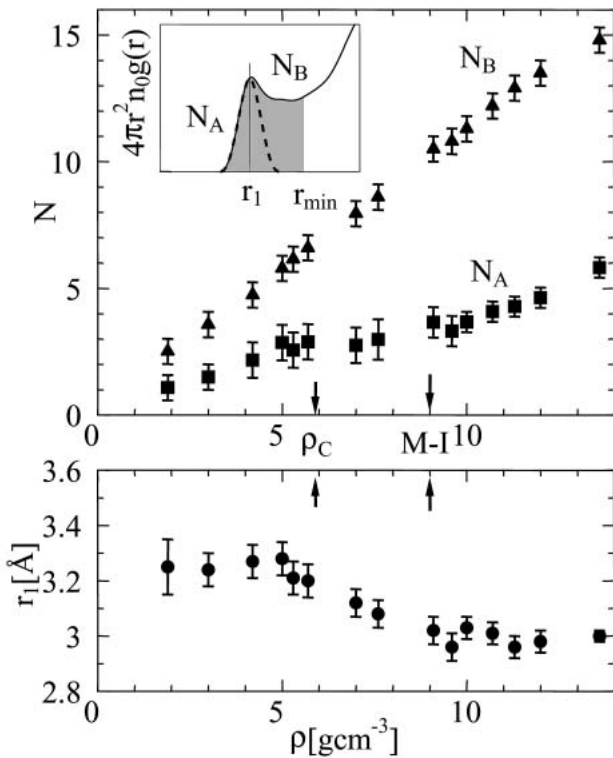 15
10
5
0
N
4πr²n₀g(r)
N_A
N_B
r₁
r_min
N_B
N_A
0
5
10
ρ_C
M-I
3.6
3.4
3.2
3
2.8
r₁[Å]
0
5
10
ρ[gcm⁻³]